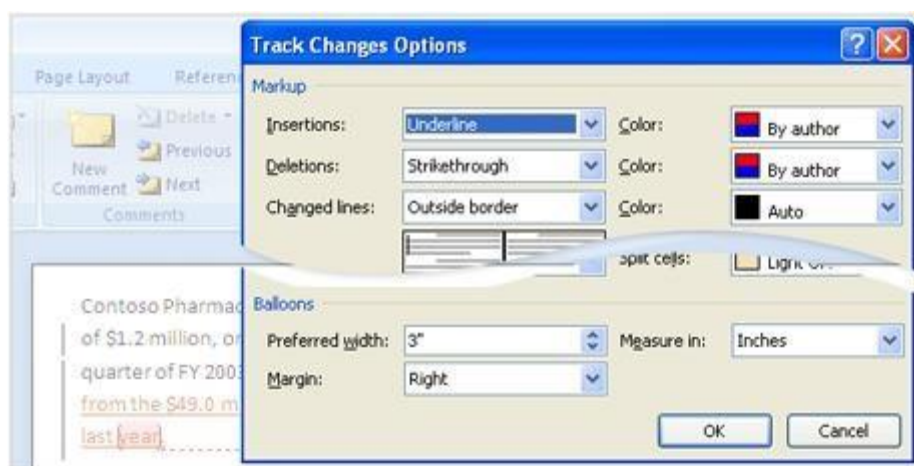 Track Changes Options
Page Layout
Markup
Insertions: Underline Color: By author
Delete
Previous
New
Comment
Next
Comments
Deletions: Strikethrough Color: By author
Changed lines: Outside border Color: Auto
Split cells: Light
Contoso
of $1.2 million, or
quarter of FY
from the $49.0 m
last year
Balloons
Preferred width: 3" Measure in: Inches
Margin: Right
OK Cancel